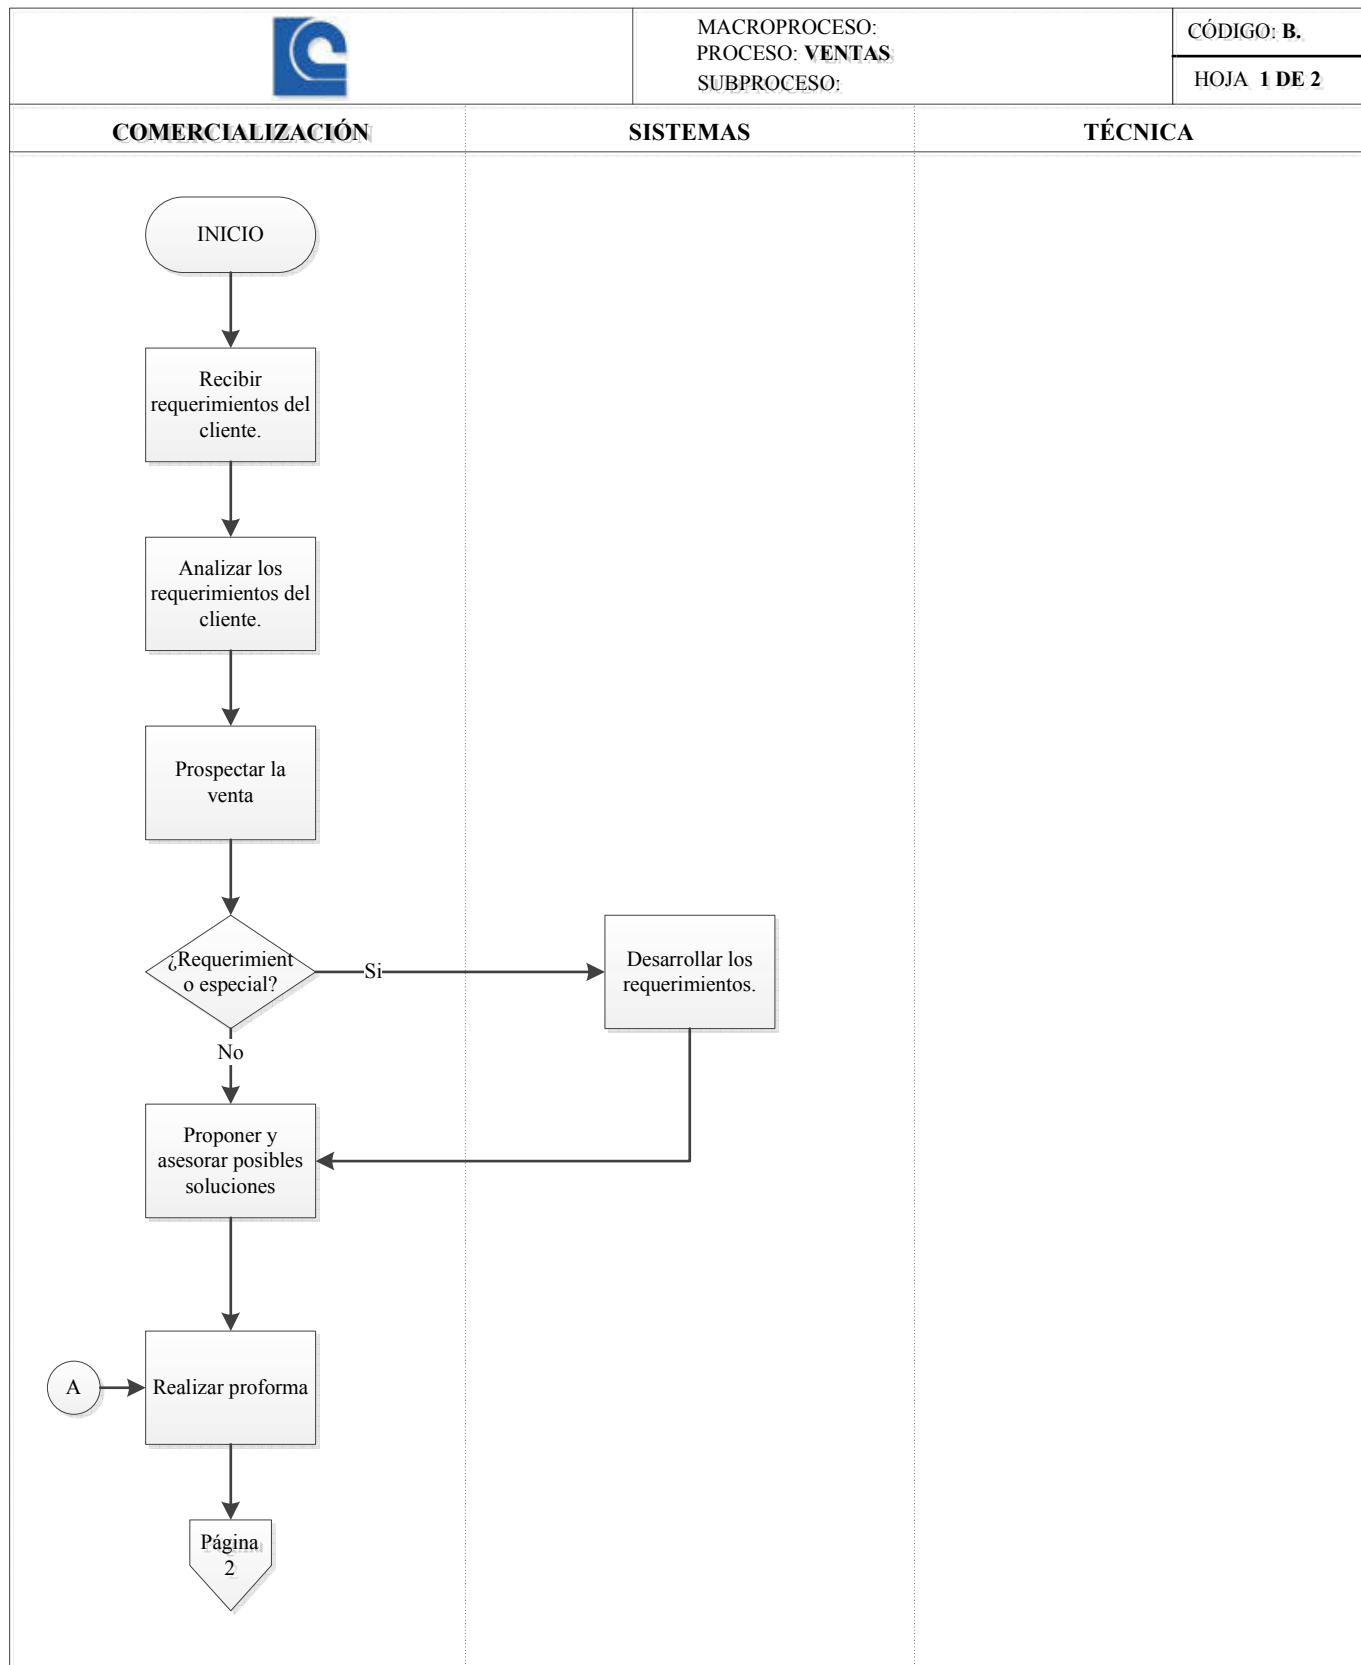 MACROPROCESO:
PROCESO: VENTAS
SUBPROCESO:
CÓDIGO: B.
HOJA 1 DE 2
COMERCIALIZACIÓN
SISTEMAS
TÉCNICA
INICIO
Recibir
requerimientos del
cliente.
Analizar los
requerimientos del
cliente.
Prospectar la
venta
¿Requerimient
o especial?
Si
Desarrollar los
requerimientos.
No
Proponer y
asesorar posibles
soluciones
A
Realizar proforma
Página
2